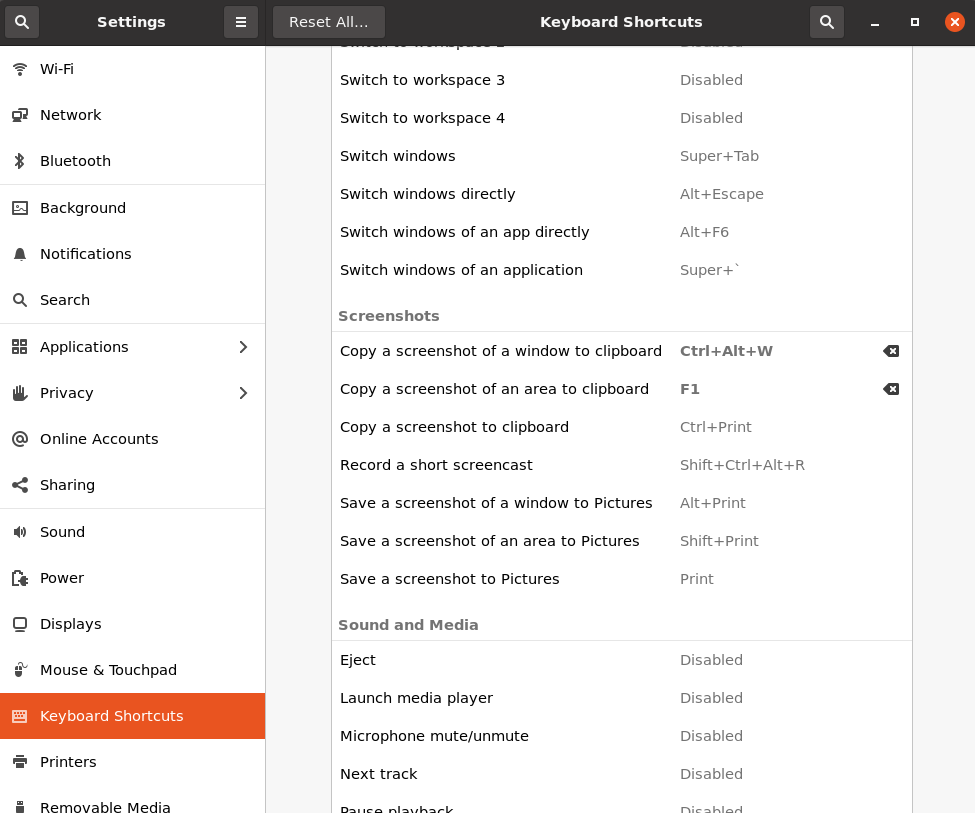 Settings
Reset All...
Keyboard Shortcuts
Wi-Fi
Network
Bluetooth
Background
Notifications
Search
Applications
Privacy
Online Accounts
Sharing
Sound
Power
Displays
Mouse & Touchpad
Keyboard Shortcuts
Printers
Removable Media
Switch to workspace 2 Disabled
Switch to workspace 3 Disabled
Switch to workspace 4 Disabled
Switch windows Super+Tab
Switch windows directly Alt+Escape
Switch windows of an app directly Alt+F6
Switch windows of an application Super+`
Screenshots
Copy a screenshot of a window to clipboard Ctrl+Alt+W
Copy a screenshot of an area to clipboard F1
Copy a screenshot to clipboard Ctrl+Print
Record a short screencast Shift+Ctrl+Alt+R
Save a screenshot of a window to Pictures Alt+Print
Save a screenshot of an area to Pictures Shift+Print
Save a screenshot to Pictures Print
Sound and Media
Eject Disabled
Launch media player Disabled
Microphone mute/unmute Disabled
Next track Disabled
Pause playback Disabled